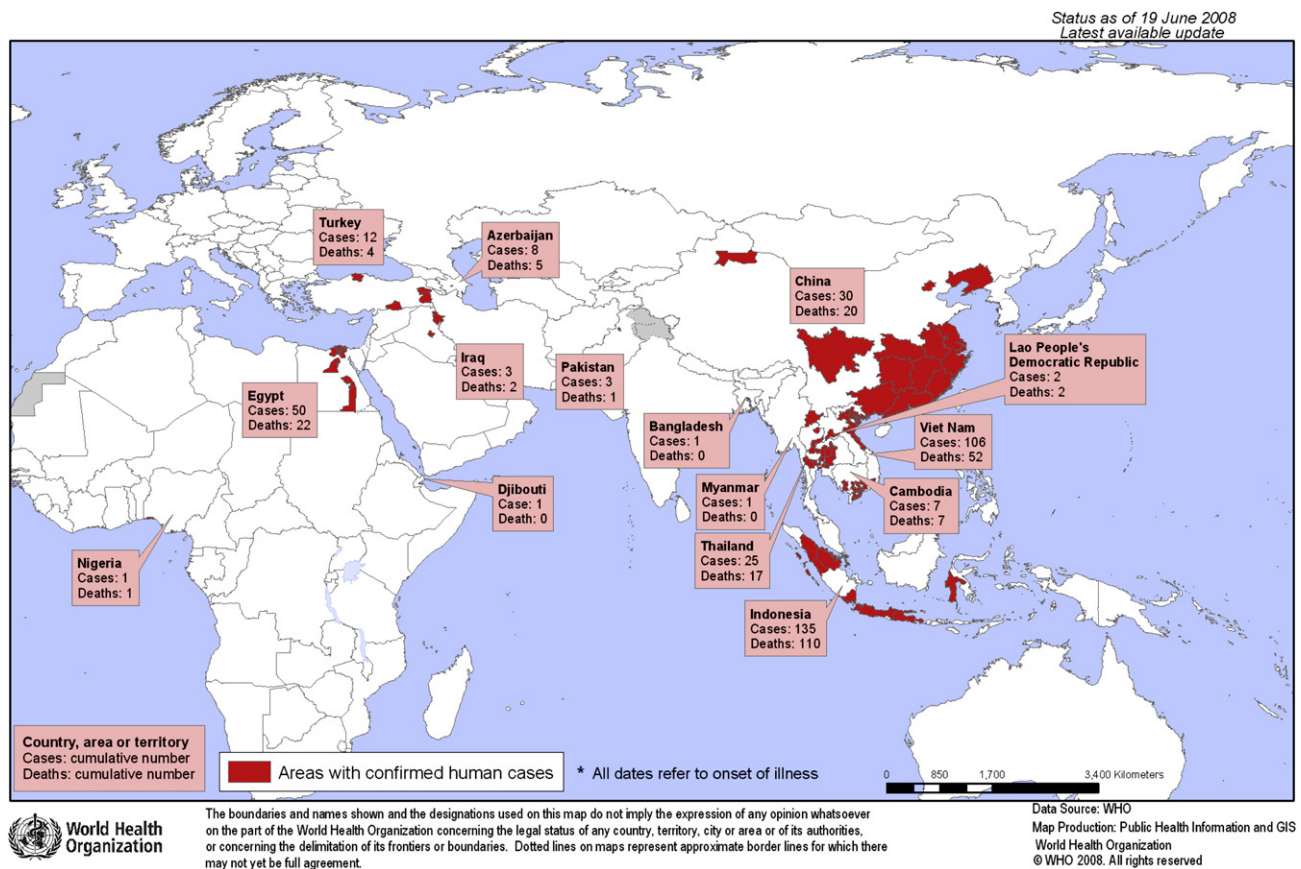 Status as of 19 June 2008
Latest available update
Turkey
Cases: 12
Deaths: 4
Azerbaijan
Cases: 8
Deaths: 5
China
Cases: 30
Deaths: 20
Lao People's
Democratic Republic
Cases: 2
Deaths: 2
Iraq
Cases: 3
Deaths: 2
Pakistan
Cases: 3
Deaths: 1
Egypt
Cases: 50
Deaths: 22
Bangladesh
Cases: 1
Deaths: 0
Viet Nam
Cases: 106
Deaths: 52
Djibouti
Case: 1
Death: 0
Myanmar
Cases: 1
Deaths: 0
Cambodia
Cases: 7
Deaths: 7
Nigeria
Cases: 1
Deaths: 1
Thailand
Cases: 25
Deaths: 17
Indonesia
Cases: 135
Deaths: 110
Country, area or territory
Cases: cumulative number
Deaths: cumulative number
Areas with confirmed human cases
* All dates refer to onset of illness
0 850 1,700 3,400 Kilometers
World Health
Organization
The boundaries and names shown and the designations used on this map do not imply the expression of any opinion whatsoever
on the part of the World Health Organization concerning the legal status of any country, territory, city or area or of its authorities,
or concerning the delimitation of its frontiers or boundaries. Dotted lines on maps represent approximate border lines for which there
may not yet be full agreement.
Data Source: WHO
Map Production: Public Health Information and GIS
World Health Organization
© WHO 2008. All rights reserved